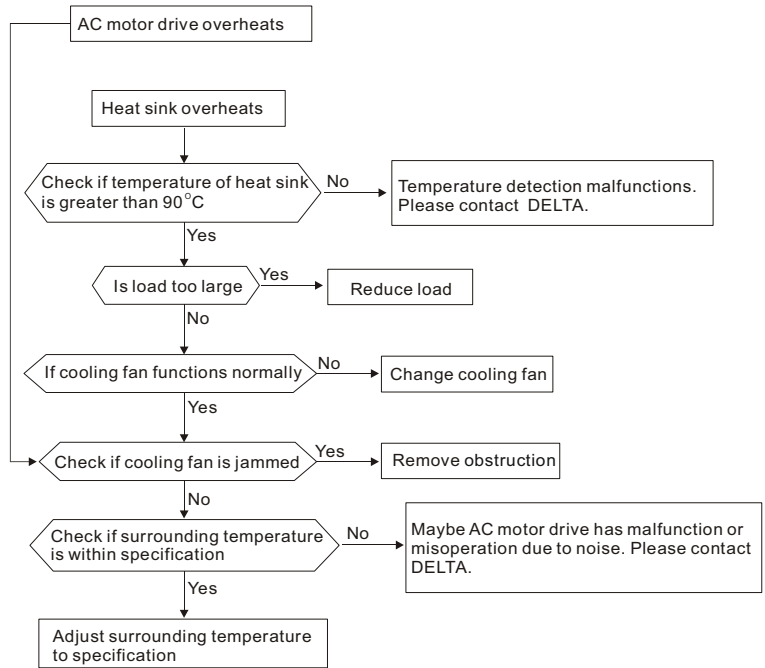 AC motor drive overheats
Heat sink overheats
Check if temperature of heat sink
is greater than 90°C
No
Temperature detection malfunctions.
Please contact DELTA.
Yes
Is load too large
Yes
Reduce load
No
If cooling fan functions normally
No
Change cooling fan
Yes
Check if cooling fan is jammed
Yes
Remove obstruction
No
Check if surrounding temperature
is within specification
No
Maybe AC motor drive has malfunction or
misoperation due to noise. Please contact
DELTA.
Yes
Adjust surrounding temperature
to specification